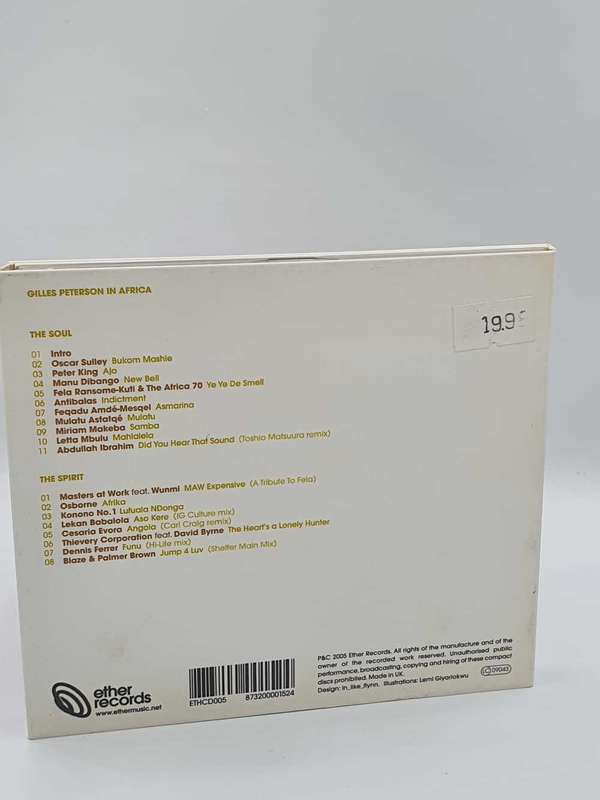 GILLES PETERSON IN AFRICA
19.9
THE SOUL
01 Intro
02 Oscar Sulley Bukom Mashie
03 Peter King Ajo
04 Manu Dibango New Bell
05 Fela Ransome-Kuti & The Africa 70 Ye Ye De Smell
06 Antibalas Indictment
07 Feqadu Amdé-Mesqel Asmarina
08 Mulatu Astatqé Mulatu
09 Miriam Makeba Samba
10 Letta Mbulu Mahlalela
11 Abdullah Ibrahim Did You Hear That Sound (Toshio Matsuura remix)
THE SPIRIT
01 Masters at Work feat. Wunmi MAW Expensive (A Tribute To Fela)
02 Osborne Afrika
03 Konono No.1 Lufuala NDonga
04 Lekan Babalola Aso Kere (IG Culture mix)
05 Cesaria Evora Angola (Carl Craig remix)
06 Thievery Corporation feat. David Byrne The Heart's a Lonely Hunter
07 Dennis Ferrer Funu (Hi-Life mix)
08 Blaze & Palmer Brown Jump 4 Luv (Shelter Main Mix)
ether
records
www.ethermusic.net
ETHCD005 873200001524
P&C 2005 Ether Records. All rights of the manufacture and of the
owner of the recorded work reserved. Unauthorised public
performance, broadcasting, copying and hiring of these compact
discs prohibited. Made in UK.
Design: in_like_flynn. Illustrations: Lemi Ghariokwu
LC 09043